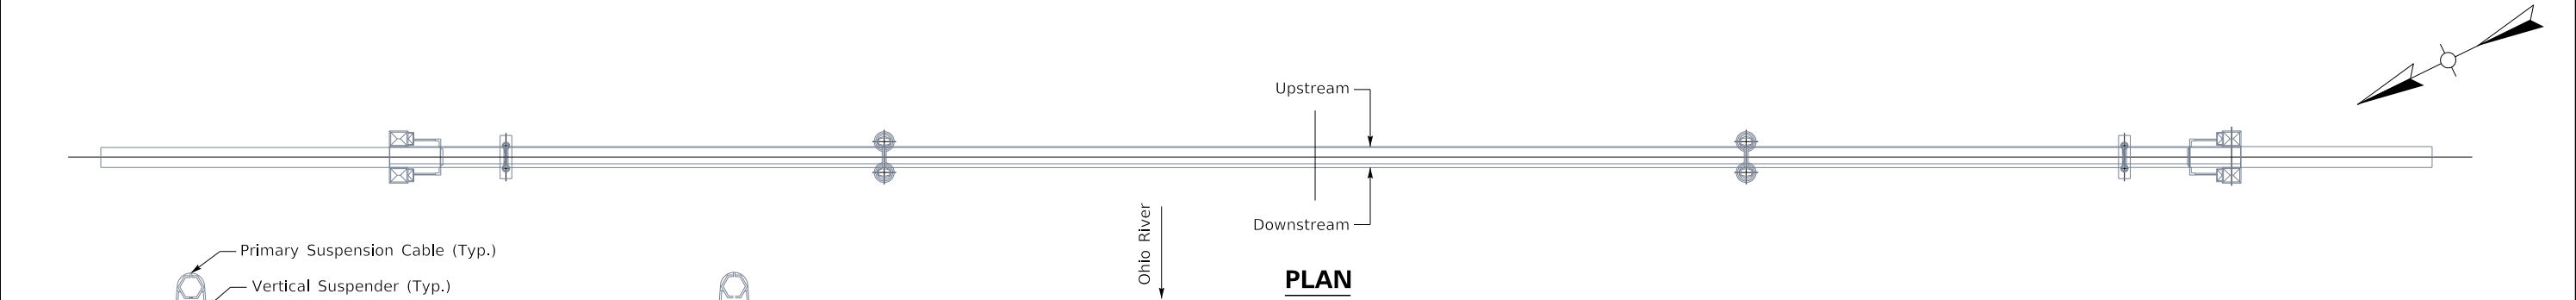 Upstream
Downstream
Ohio River
Primary Suspension Cable (Typ.)
Vertical Suspender (Typ.)
PLAN